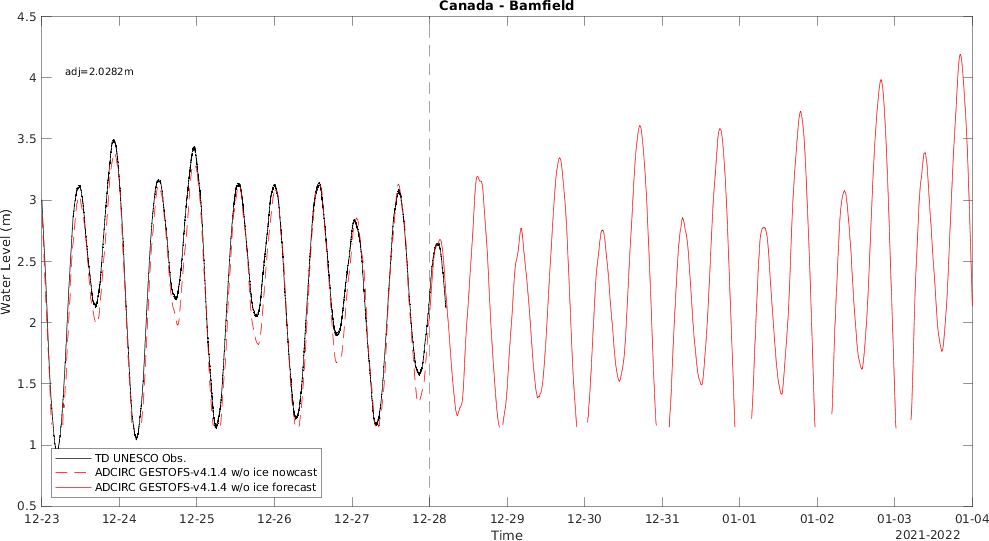 Canada - Bamfield
4.5
4
3.5
3
2.5
2
1.5
1
0.5
Water Level (m)
adj=2.0282m
TD UNESCO Obs.
ADCIRC GESTOFS-v4.1.4 w/o ice nowcast
ADCIRC GESTOFS-v4.1.4 w/o ice forecast
12-23 12-24 12-25 12-26 12-27 12-28 12-29 12-30 12-31 01-01 01-02 01-03 01-04
Time
2021-2022